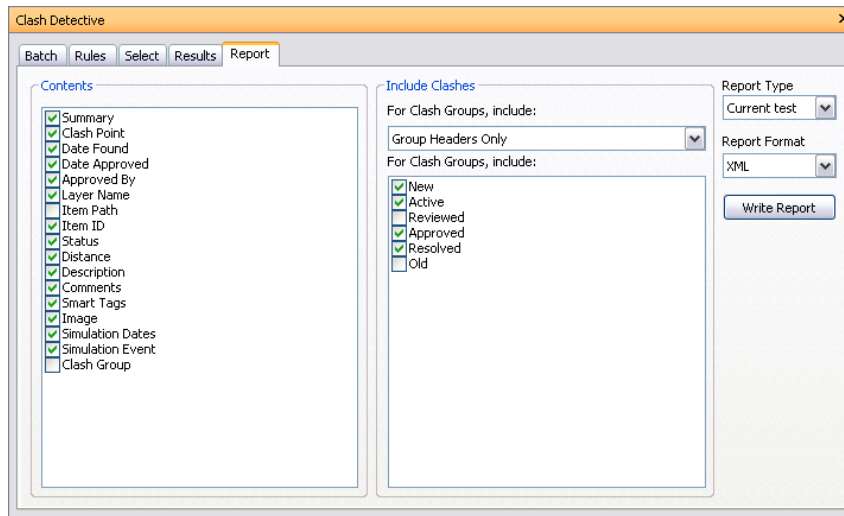 Clash Detective
Batch Rules Select Results Report
Contents
Summary
Clash Point
Date Found
Date Approved
Approved By
Layer Name
Item Path
Item ID
Status
Distance
Description
Comments
Smart Tags
Image
Simulation Dates
Simulation Event
Clash Group
Include Clashes
For Clash Groups, include:
Group Headers Only
For Clash Groups, include:
New
Active
Reviewed
Approved
Resolved
Old
Report Type
Current test
Report Format
XML
Write Report